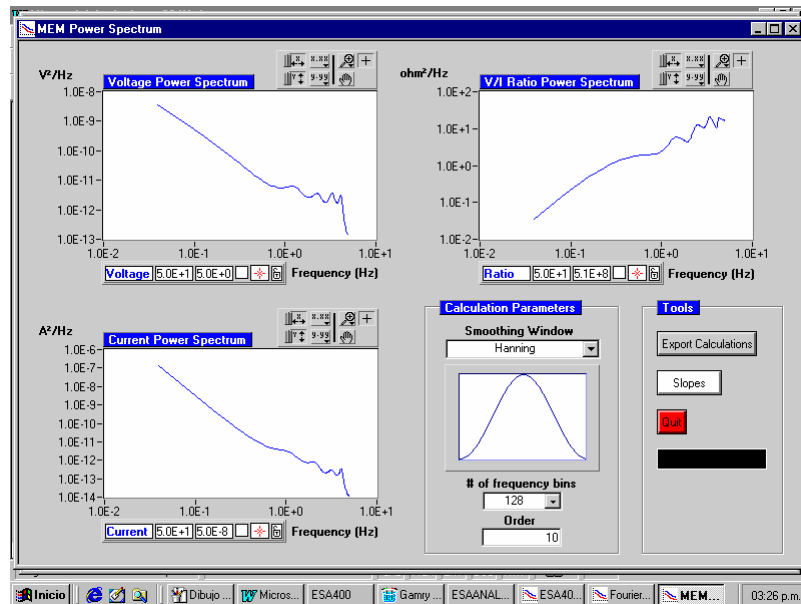 MEM Power Spectrum
V²/Hz
Voltage Power Spectrum
1.0E-8
1.0E-9
1.0E-10
1.0E-11
1.0E-12
1.0E-13
1.0E-2 1.0E-1 1.0E+0 1.0E+1
Voltage 5.0E+1 5.0E+0 Frequency (Hz)
ohm²/Hz
V/I Ratio Power Spectrum
1.0E+2
1.0E+1
1.0E+0
1.0E-1
1.0E-2
1.0E-2 1.0E-1 1.0E+0 1.0E+1
Ratio 5.0E+1 5.1E+8 Frequency (Hz)
A²/Hz
Current Power Spectrum
1.0E-6
1.0E-7
1.0E-8
1.0E-9
1.0E-10
1.0E-11
1.0E-12
1.0E-13
1.0E-14
1.0E-2 1.0E-1 1.0E+0 1.0E+1
Current 5.0E+1 5.0E-8 Frequency (Hz)
Calculation Parameters
Smoothing Window
Hanning
# of frequency bins
128
Order
10
Tools
Export Calculations
Slopes
Quit
Inicio Dibujo ... Micros... ESA400 Gamry ... ESAANAL... ESA40... Fourier... MEM... 03:26 p.m.